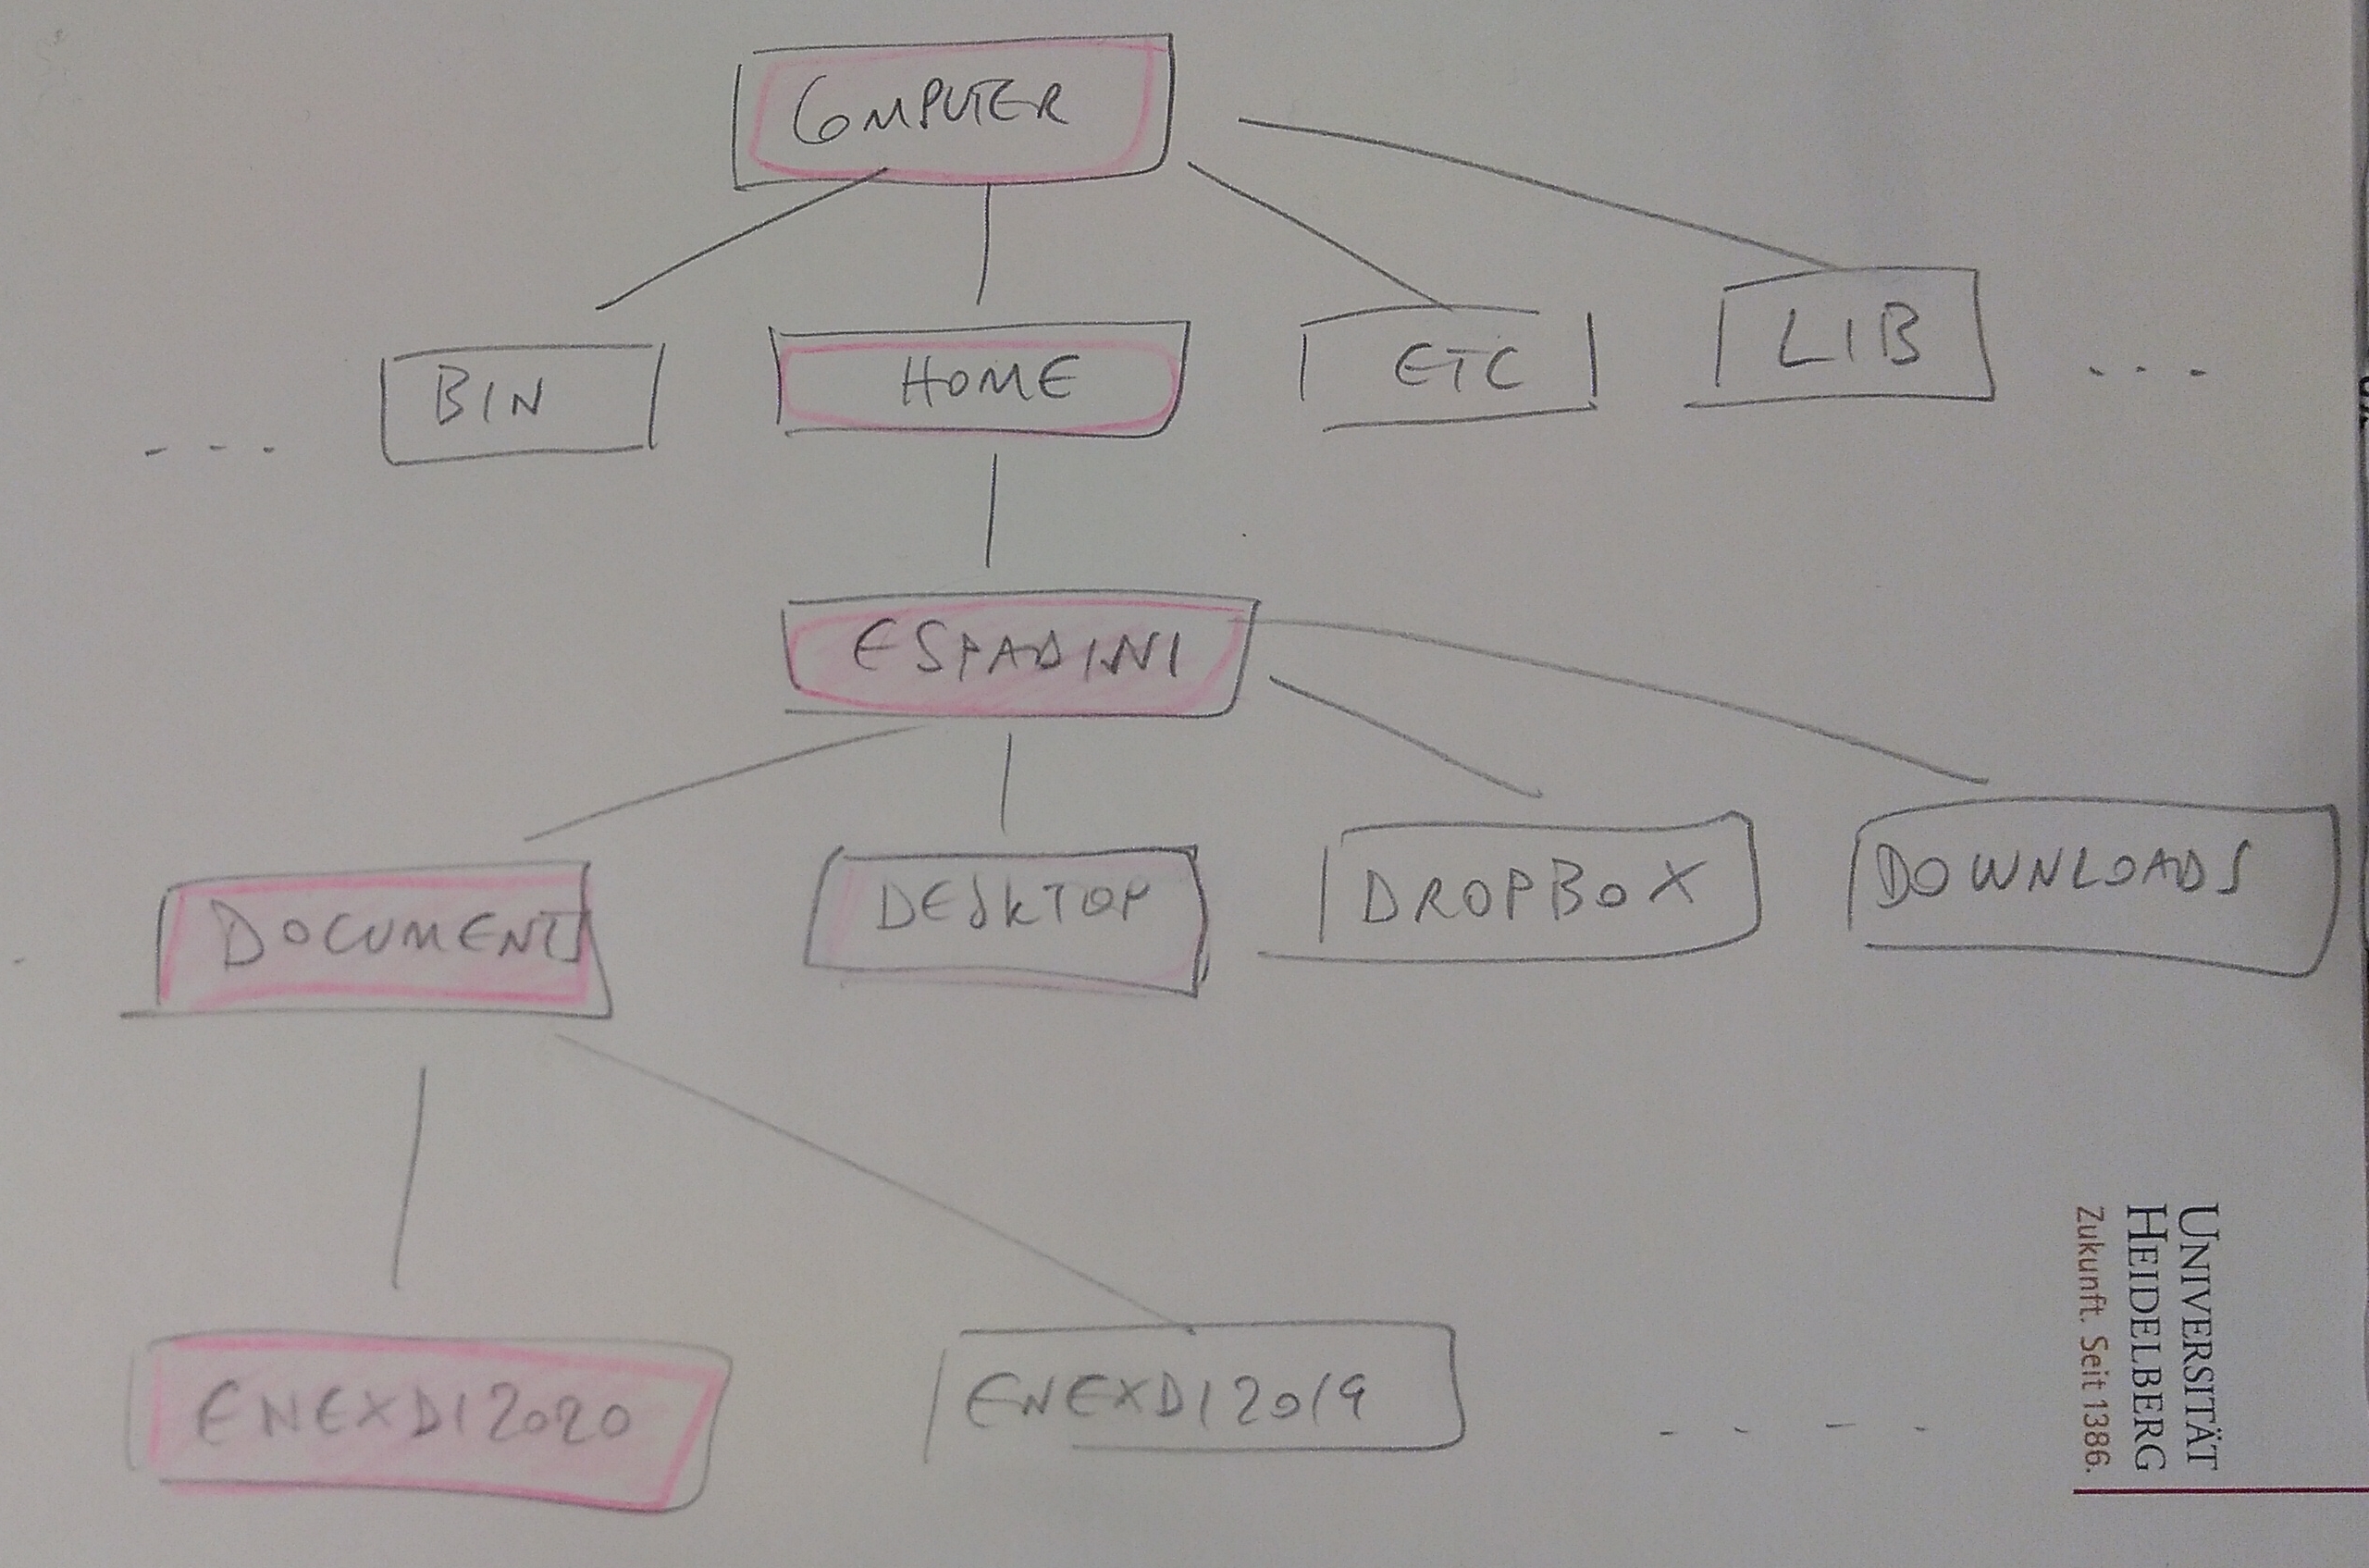 COMPUTER
... BIN HOME ETC LIB ...
ESPADINI
DOCUMENTS DESKTOP DROPBOX DOWNLOADS
ENEXDI2020 ENEXDI2019 ....
UNIVERSITÄT
HEIDELBERG
Zukunft. Seit 1386.